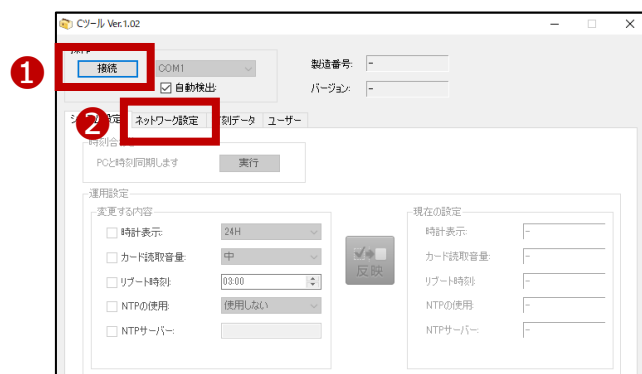 Cツール Ver.1.02
❶
接続 COM1 製造番号: -
自動検出 バージョン: -
❷
ネットワーク設定 ユーザー
PCと時刻同期します 実行
運用設定
変更する内容 現在の設定
時計表示: 24H 時計表示: -
カード読取音量: 中 反映 カード読取音量: -
リブート時刻: 03:00 リブート時刻: -
NTPの使用: 使用しない NTPの使用: -
NTPサーバー: NTPサーバー: -